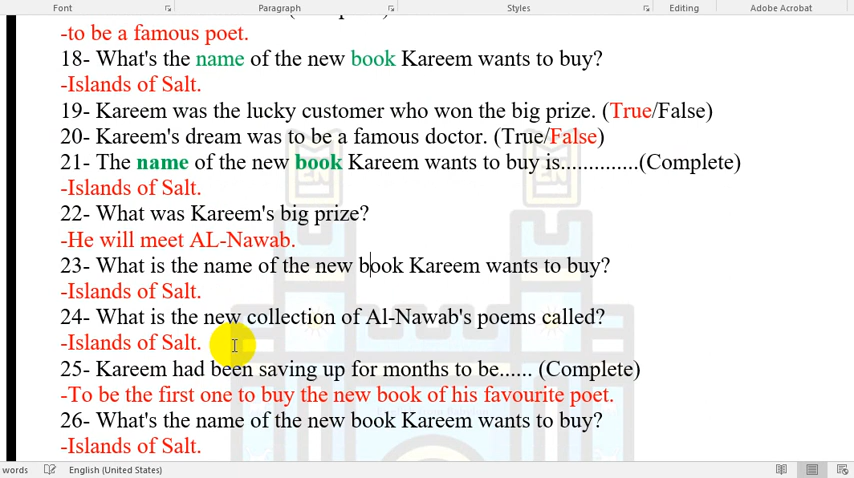 Font Paragraph Styles Editing Adobe Acrobat
-to be a famous poet.
18- What's the name of the new book Kareem wants to buy?
-Islands of Salt.
19- Kareem was the lucky customer who won the big prize. (True/False)
20- Kareem's dream was to be a famous doctor. (True/False)
21- The name of the new book Kareem wants to buy is.............(Complete)
-Islands of Salt.
22- What was Kareem's big prize?
-He will meet AL-Nawab.
23- What is the name of the new book Kareem wants to buy?
-Islands of Salt.
24- What is the new collection of Al-Nawab's poems called?
-Islands of Salt.
25- Kareem had been saving up for months to be...... (Complete)
-To be the first one to buy the new book of his favourite poet.
26- What's the name of the new book Kareem wants to buy?
-Islands of Salt.
words English (United States)